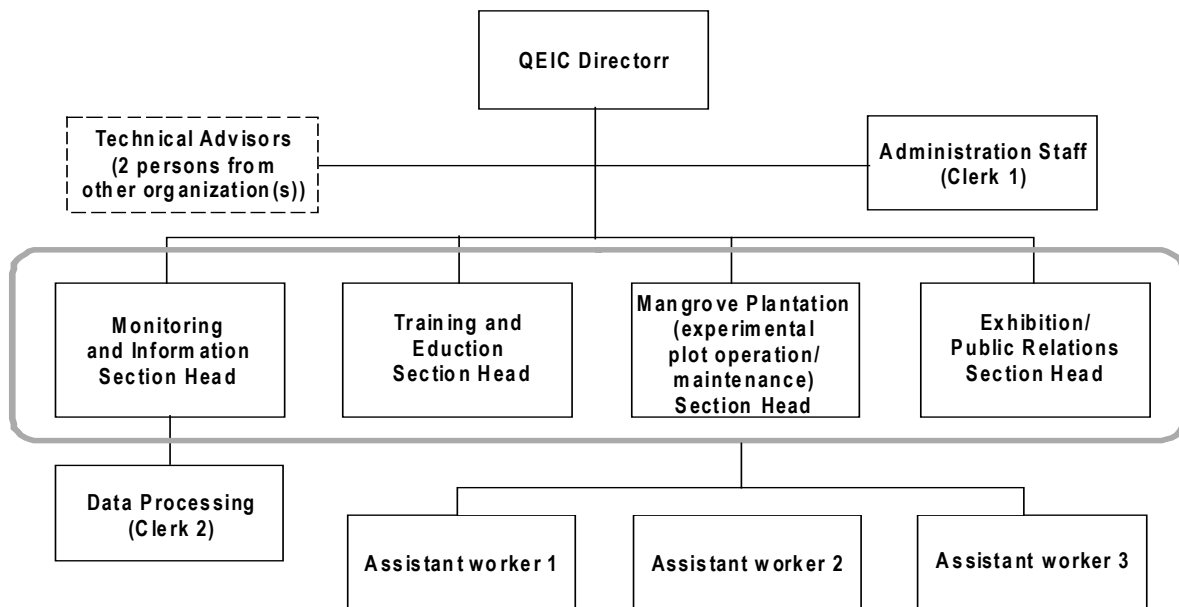 QEIC Directorr
Technical Advisors
(2 persons from
other organization(s))
Administration Staff
(Clerk 1)
Monitoring
and Information
Section Head
Training and
Eduction
Section Head
Mangrove Plantation
(experimental
plot operation/
maintenance)
Section Head
Exhibition/
Public Relations
Section Head
Data Processing
(Clerk 2)
Assistant worker 1
Assistant worker 2
Assistant worker 3